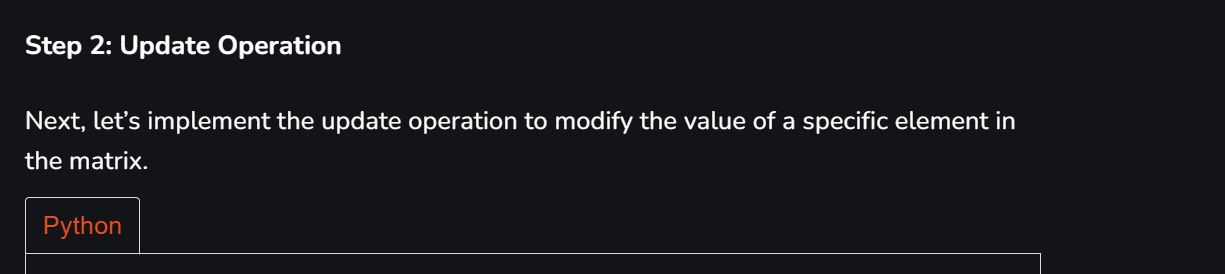 Step 2: Update Operation
Next, let’s implement the update operation to modify the value of a specific element in
the matrix.
Python